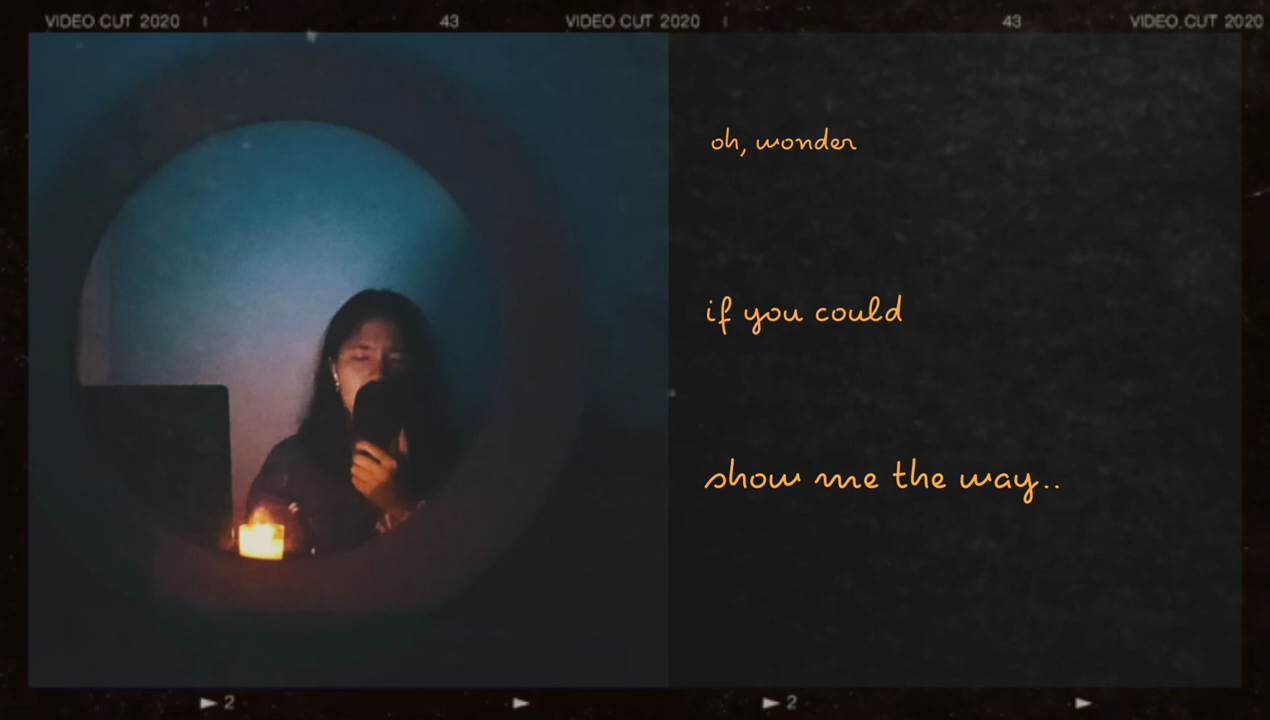 VIDEO CUT 2020 43 VIDEO CUT 2020 43 VIDEO CUT 2020
oh, wonder
if you could
show me the way..
2 2